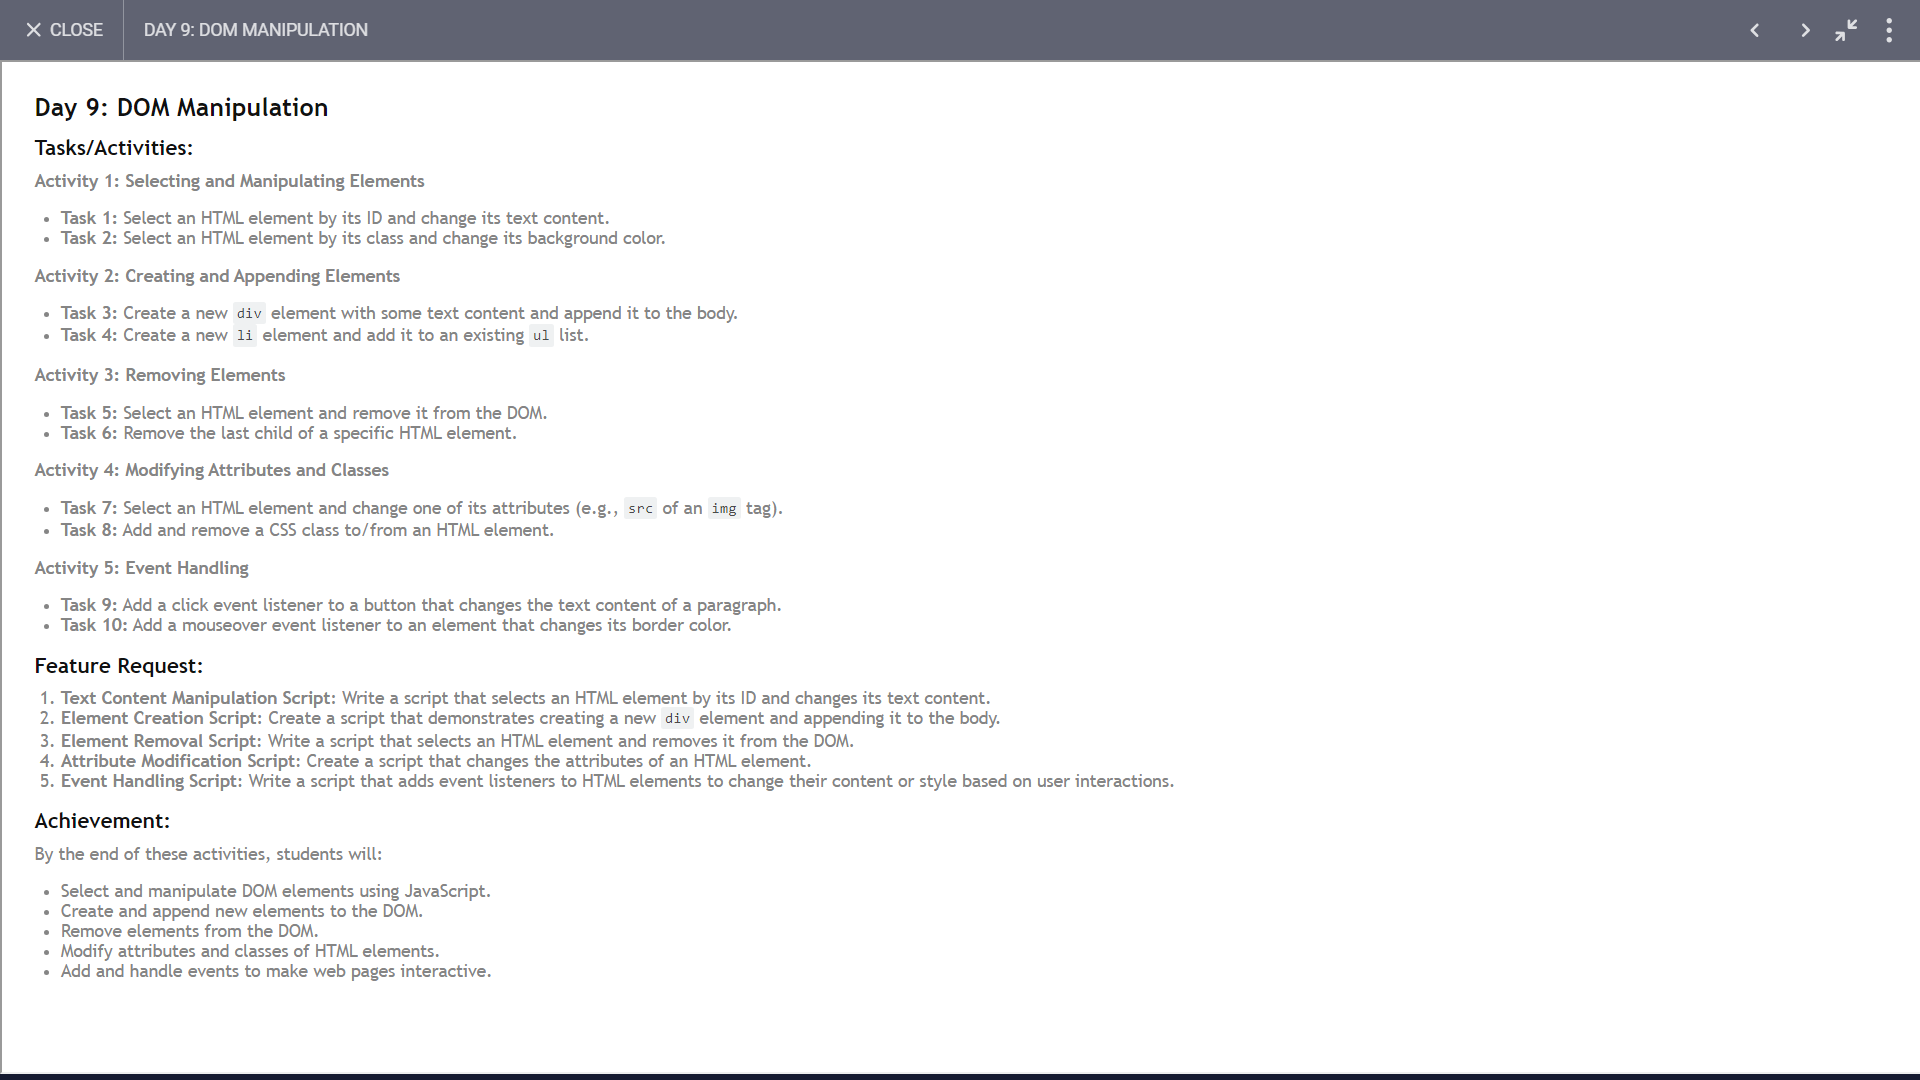 CLOSE
DAY 9: DOM MANIPULATION
Day 9: DOM Manipulation
Tasks/Activities:
Activity 1: Selecting and Manipulating Elements
Task 1: Select an HTML element by its ID and change its text content.
Task 2: Select an HTML element by its class and change its background color.
Activity 2: Creating and Appending Elements
Task 3: Create a new div element with some text content and append it to the body.
Task 4: Create a new li element and add it to an existing ul list.
Activity 3: Removing Elements
Task 5: Select an HTML element and remove it from the DOM.
Task 6: Remove the last child of a specific HTML element.
Activity 4: Modifying Attributes and Classes
Task 7: Select an HTML element and change one of its attributes (e.g., src of an img tag).
Task 8: Add and remove a CSS class to/from an HTML element.
Activity 5: Event Handling
Task 9: Add a click event listener to a button that changes the text content of a paragraph.
Task 10: Add a mouseover event listener to an element that changes its border color.
Feature Request:
1. Text Content Manipulation Script: Write a script that selects an HTML element by its ID and changes its text content.
2. Element Creation Script: Create a script that demonstrates creating a new div element and appending it to the body.
3. Element Removal Script: Write a script that selects an HTML element and removes it from the DOM.
4. Attribute Modification Script: Create a script that changes the attributes of an HTML element.
5. Event Handling Script: Write a script that adds event listeners to HTML elements to change their content or style based on user interactions.
Achievement:
By the end of these activities, students will:
Select and manipulate DOM elements using JavaScript.
Create and append new elements to the DOM.
Remove elements from the DOM.
Modify attributes and classes of HTML elements.
Add and handle events to make web pages interactive.